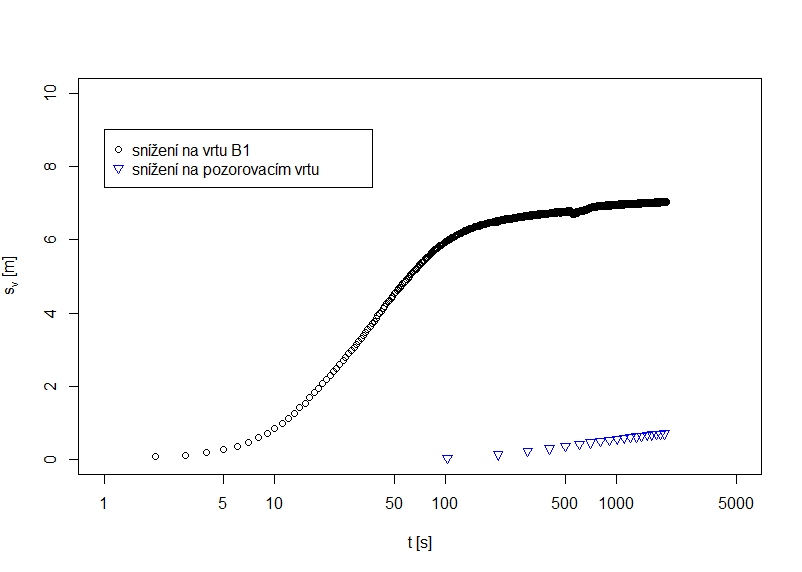 10
8
6
4
2
0
s_v [m]
snížení na vrtu B1
snížení na pozorovacím vrtu
1 5 10 50 100 500 1000 5000
t [s]